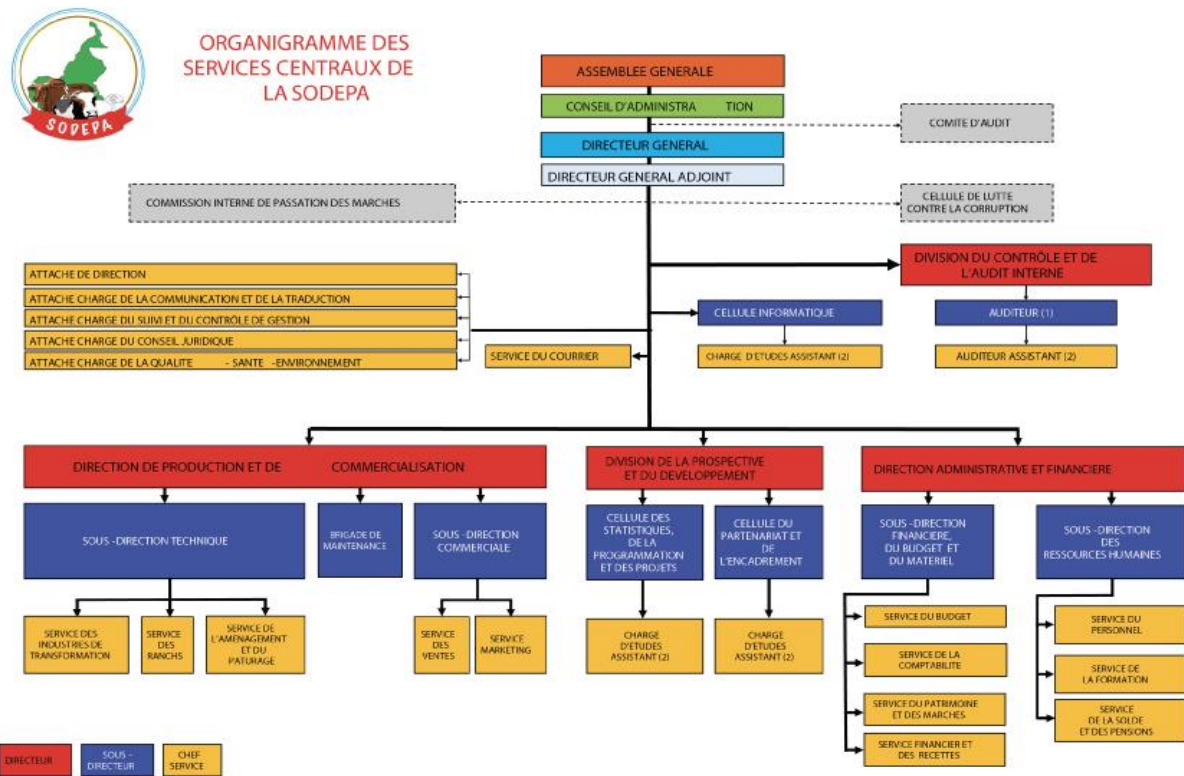 ORGANIGRAMME DES
SERVICES CENTRAUX DE
LA SODEPA
SODEPA
ASSEMBLEE GENERALE
CONSEIL D'ADMINISTRA TION
COMITE D'AUDIT
DIRECTEUR GENERAL
DIRECTEUR GENERAL ADJOINT
COMMISSION INTERNE DE PASSATION DES MARCHES
CELLULE DE LUTTE
CONTRE LA CORRUPTION
DIVISION DU CONTRÔLE ET DE
L'AUDIT INTERNE
ATTACHE DE DIRECTION
ATTACHE CHARGE DE LA COMMUNICATION ET DE LA TRADUCTION
ATTACHE CHARGE DU SUIVI ET DU CONTRÔLE DE GESTION
ATTACHE CHARGE DU CONSEIL JURIDIQUE
ATTACHE CHARGE DE LA QUALITE - SANTE -ENVIRONNEMENT
SERVICE DU COURRIER
CELLULE INFORMATIQUE
CHARGE D'ETUDES ASSISTANT (2)
AUDITEUR (1)
AUDITEUR ASSISTANT (2)
DIRECTION DE PRODUCTION ET DE COMMERCIALISATION
SOUS -DIRECTION TECHNIQUE
BRIGADE DE
MAINTENANCE
SOUS -DIRECTION
COMMERCIALE
SERVICE DES
INDUSTRIES DE
TRANSFORMATION
SERVICE
DES
RANCHS
SERVICE DE
L'AMENAGEMENT
ET DU
PATURAGE
SERVICE
DES
VENTES
SERVICE
MARKETING
DIVISION DE LA PROSPECTIVE
ET DU DEVELOPPEMENT
CELLULE DES
STATISTIQUES,
DE LA
PROGRAMMATION
ET DES PROJETS
CELLULE DU
PARTENARIAT ET
DE
L'ENCADREMENT
CHARGE
D'ETUDES
ASSISTANT (2)
CHARGE
D'ETUDES
ASSISTANT (2)
DIRECTION ADMINISTRATIVE ET FINANCIERE
SOUS -DIRECTION
FINANCIERE,
DU BUDGET ET
DU MATERIEL
SOUS -DIRECTION
DES
RESSOURCES HUMAINES
SERVICE DU BUDGET
SERVICE DE LA
COMPTABILITE
SERVICE DU PATRIMOINE
ET DES MARCHES
SERVICE FINANCIER ET
DES RECETTES
SERVICE DU
PERSONNEL
SERVICE DE
LA FORMATION
SERVICE
DE LA SOLDE
ET DES PENSIONS
DIRECTEUR
SOUS -
DIRECTEUR
CHEF
SERVICE